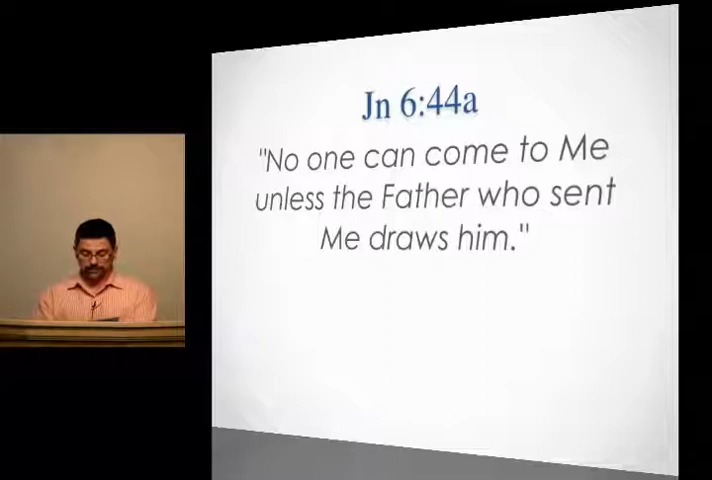 Jn 6:44a
"No one can come to Me
unless the Father who sent
Me draws him."